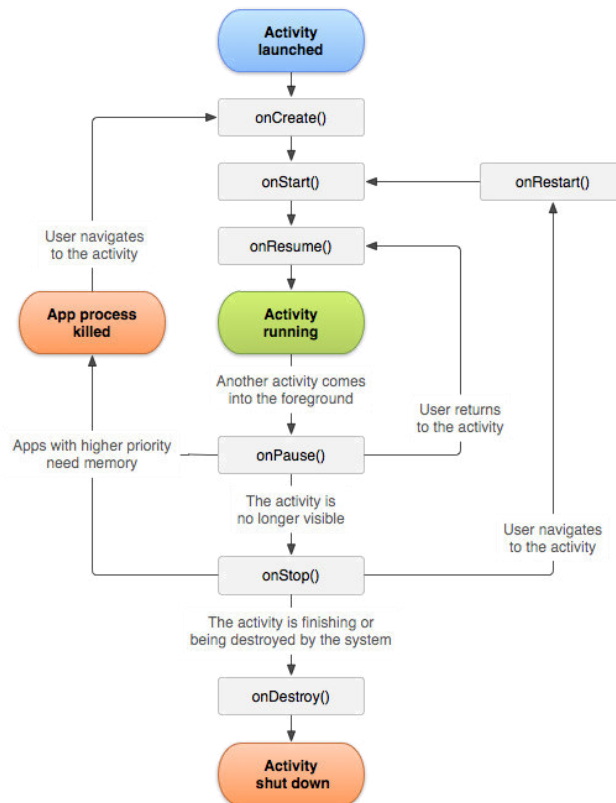 Activity
launched
onCreate()
onStart()
onRestart()
User navigates
to the activity
onResume()
App process
killed
Activity
running
Another activity comes
into the foreground
User returns
to the activity
Apps with higher priority
need memory
onPause()
The activity is
no longer visible
User navigates
to the activity
onStop()
The activity is finishing or
being destroyed by the system
onDestroy()
Activity
shut down